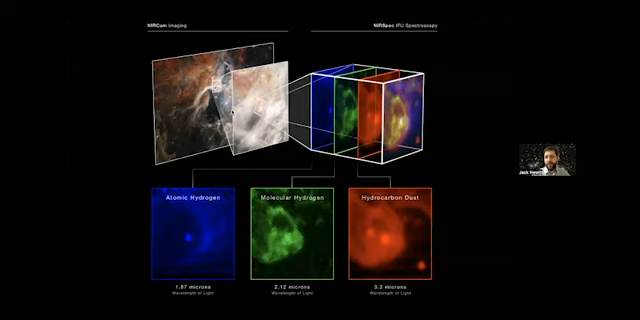 NIRCam Imaging
NIRSpec IFU Spectroscopy
Atomic Hydrogen
Molecular Hydrogen
Hydrocarbon Dust
1.87 microns
Wavelength of Light
2.12 microns
Wavelength of Light
3.3 microns
Wavelength of Light
Jack